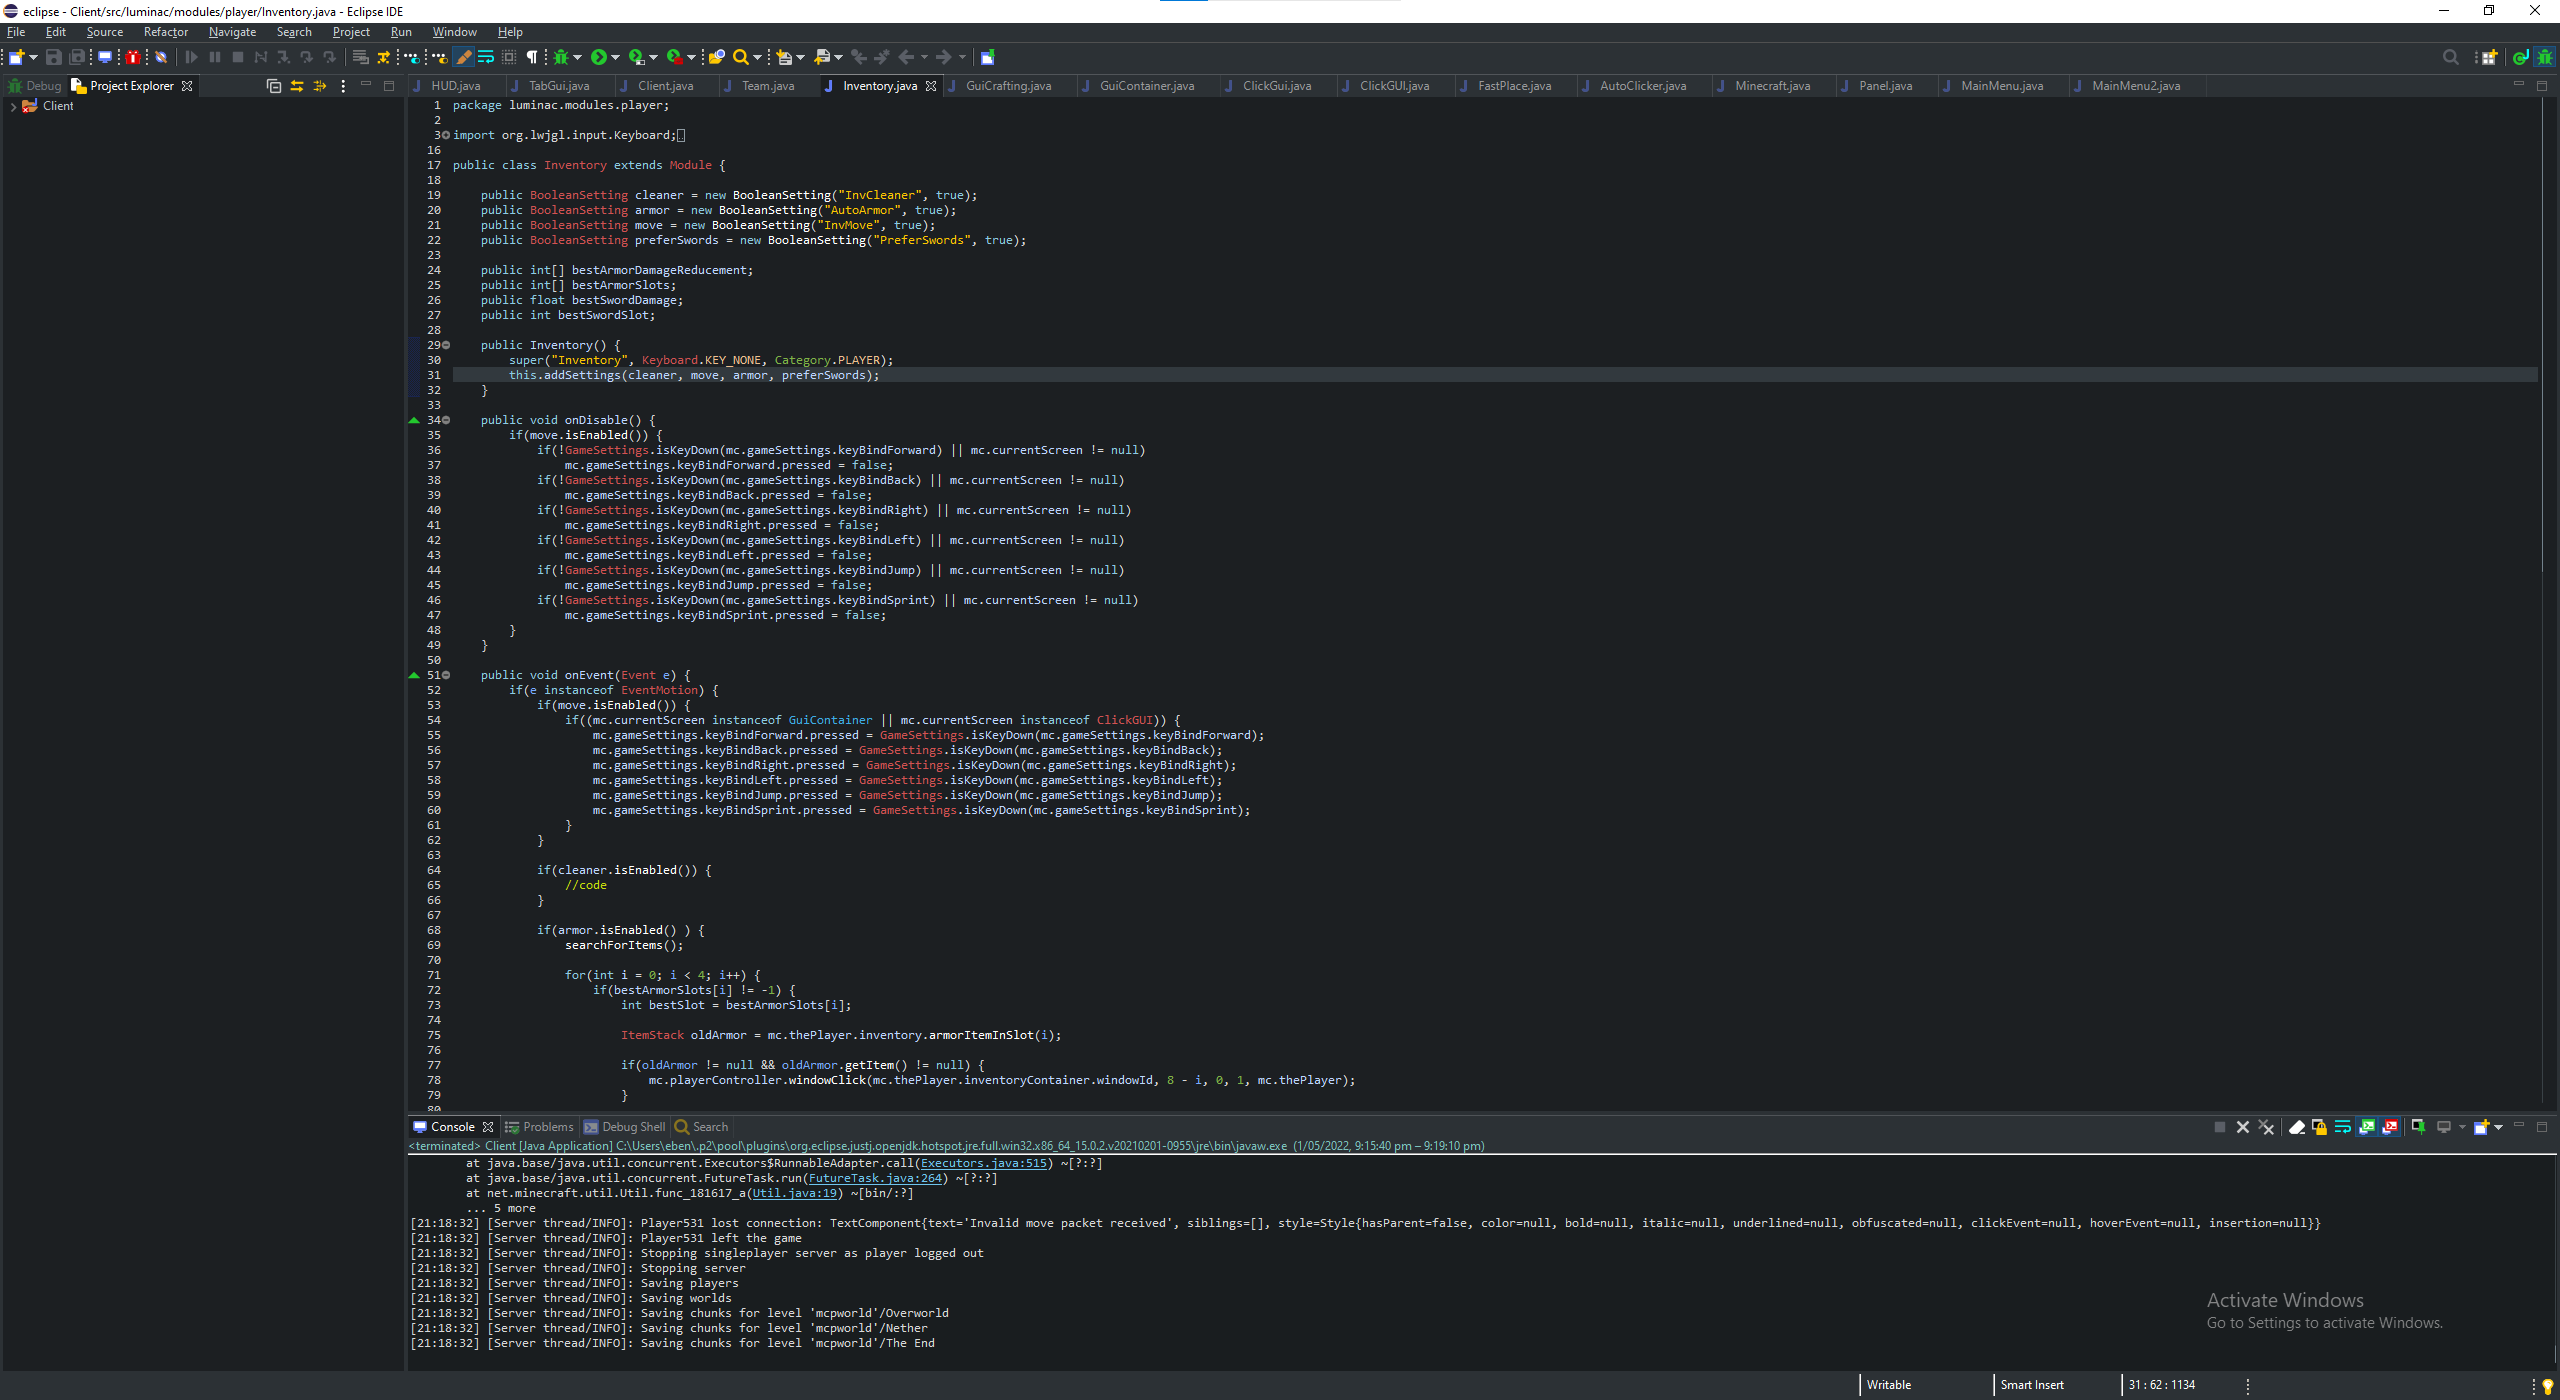 eclipse - Client/src/luminac/modules/player/Inventory.java - Eclipse IDE
File Edit Source Refactor Navigate Search Project Run Window Help
Debug Project Explorer
HUD.java TabGui.java Client.java Team.java Inventory.java GuiCrafting.java GuiContainer.java ClickGui.java ClickGUI.java FastPlace.java AutoClicker.java Minecraft.java Panel.java MainMenu.java MainMenu2.java
Client
1 package luminac.modules.player;
2
3 import org.lwjgl.input.Keyboard;
16
17 public class Inventory extends Module {
18
19 public BooleanSetting cleaner = new BooleanSetting("InvCleaner", true);
20 public BooleanSetting armor = new BooleanSetting("AutoArmor", true);
21 public BooleanSetting move = new BooleanSetting("InvMove", true);
22 public BooleanSetting preferSwords = new BooleanSetting("PreferSwords", true);
23
24 public int[] bestArmorDamageReducement;
25 public int[] bestArmorSlots;
26 public float bestSwordDamage;
27 public int bestSwordSlot;
28
29 public Inventory() {
30 super("Inventory", Keyboard.KEY_NONE, Category.PLAYER);
31 this.addSettings(cleaner, move, armor, preferSwords);
32 }
33
34 public void onDisable() {
35 if(move.isEnabled()) {
36 if(!GameSettings.isKeyDown(mc.gameSettings.keyBindForward) || mc.currentScreen != null)
37 mc.gameSettings.keyBindForward.pressed = false;
38 if(!GameSettings.isKeyDown(mc.gameSettings.keyBindBack) || mc.currentScreen != null)
39 mc.gameSettings.keyBindBack.pressed = false;
40 if(!GameSettings.isKeyDown(mc.gameSettings.keyBindRight) || mc.currentScreen != null)
41 mc.gameSettings.keyBindRight.pressed = false;
42 if(!GameSettings.isKeyDown(mc.gameSettings.keyBindLeft) || mc.currentScreen != null)
43 mc.gameSettings.keyBindLeft.pressed = false;
44 if(!GameSettings.isKeyDown(mc.gameSettings.keyBindJump) || mc.currentScreen != null)
45 mc.gameSettings.keyBindJump.pressed = false;
46 if(!GameSettings.isKeyDown(mc.gameSettings.keyBindSprint) || mc.currentScreen != null)
47 mc.gameSettings.keyBindSprint.pressed = false;
48 }
49 }
50
51 public void onEvent(Event e) {
52 if(e instanceof EventMotion) {
53 if(move.isEnabled()) {
54 if((mc.currentScreen instanceof GuiContainer || mc.currentScreen instanceof ClickGUI)) {
55 mc.gameSettings.keyBindForward.pressed = GameSettings.isKeyDown(mc.gameSettings.keyBindForward);
56 mc.gameSettings.keyBindBack.pressed = GameSettings.isKeyDown(mc.gameSettings.keyBindBack);
57 mc.gameSettings.keyBindRight.pressed = GameSettings.isKeyDown(mc.gameSettings.keyBindRight);
58 mc.gameSettings.keyBindLeft.pressed = GameSettings.isKeyDown(mc.gameSettings.keyBindLeft);
59 mc.gameSettings.keyBindJump.pressed = GameSettings.isKeyDown(mc.gameSettings.keyBindJump);
60 mc.gameSettings.keyBindSprint.pressed = GameSettings.isKeyDown(mc.gameSettings.keyBindSprint);
61 }
62 }
63
64 if(cleaner.isEnabled()) {
65 //code
66 }
67
68 if(armor.isEnabled() ) {
69 searchForItems();
70
71 for(int i = 0; i < 4; i++) {
72 if(bestArmorSlots[i] != -1) {
73 int bestSlot = bestArmorSlots[i];
74
75 ItemStack oldArmor = mc.thePlayer.inventory.armorItemInSlot(i);
76
77 if(oldArmor != null && oldArmor.getItem() != null) {
78 mc.playerController.windowClick(mc.thePlayer.inventoryContainer.windowId, 8 - i, 0, 1, mc.thePlayer);
79 }
80
Console Problems Debug Shell Search
<terminated> Client [Java Application] C:\Users\eben\.p2\pool\plugins\org.eclipse.justj.openjdk.hotspot.jre.full.win32.x86_64_15.0.2.v20210201-0955\jre\bin\javaw.exe (1/05/2022, 9:15:40 pm – 9:19:10 pm)
at java.base/java.util.concurrent.Executors$RunnableAdapter.call(Executors.java:515) ~[?:?]
at java.base/java.util.concurrent.FutureTask.run(FutureTask.java:264) ~[?:?]
at net.minecraft.util.Util.func_181617_a(Util.java:19) ~[bin/:?]
... 5 more
[21:18:32] [Server thread/INFO]: Player531 lost connection: TextComponent{text='Invalid move packet received', siblings=[], style=Style{hasParent=false, color=null, bold=null, italic=null, underlined=null, obfuscated=null, clickEvent=null, hoverEvent=null, insertion=null}}
[21:18:32] [Server thread/INFO]: Player531 left the game
[21:18:32] [Server thread/INFO]: Stopping singleplayer server as player logged out
[21:18:32] [Server thread/INFO]: Stopping server
[21:18:32] [Server thread/INFO]: Saving players
[21:18:32] [Server thread/INFO]: Saving worlds
[21:18:32] [Server thread/INFO]: Saving chunks for level 'mcpworld'/Overworld
[21:18:32] [Server thread/INFO]: Saving chunks for level 'mcpworld'/Nether
[21:18:32] [Server thread/INFO]: Saving chunks for level 'mcpworld'/The End
Activate Windows
Go to Settings to activate Windows.
Writable Smart Insert 31 : 62 : 1134